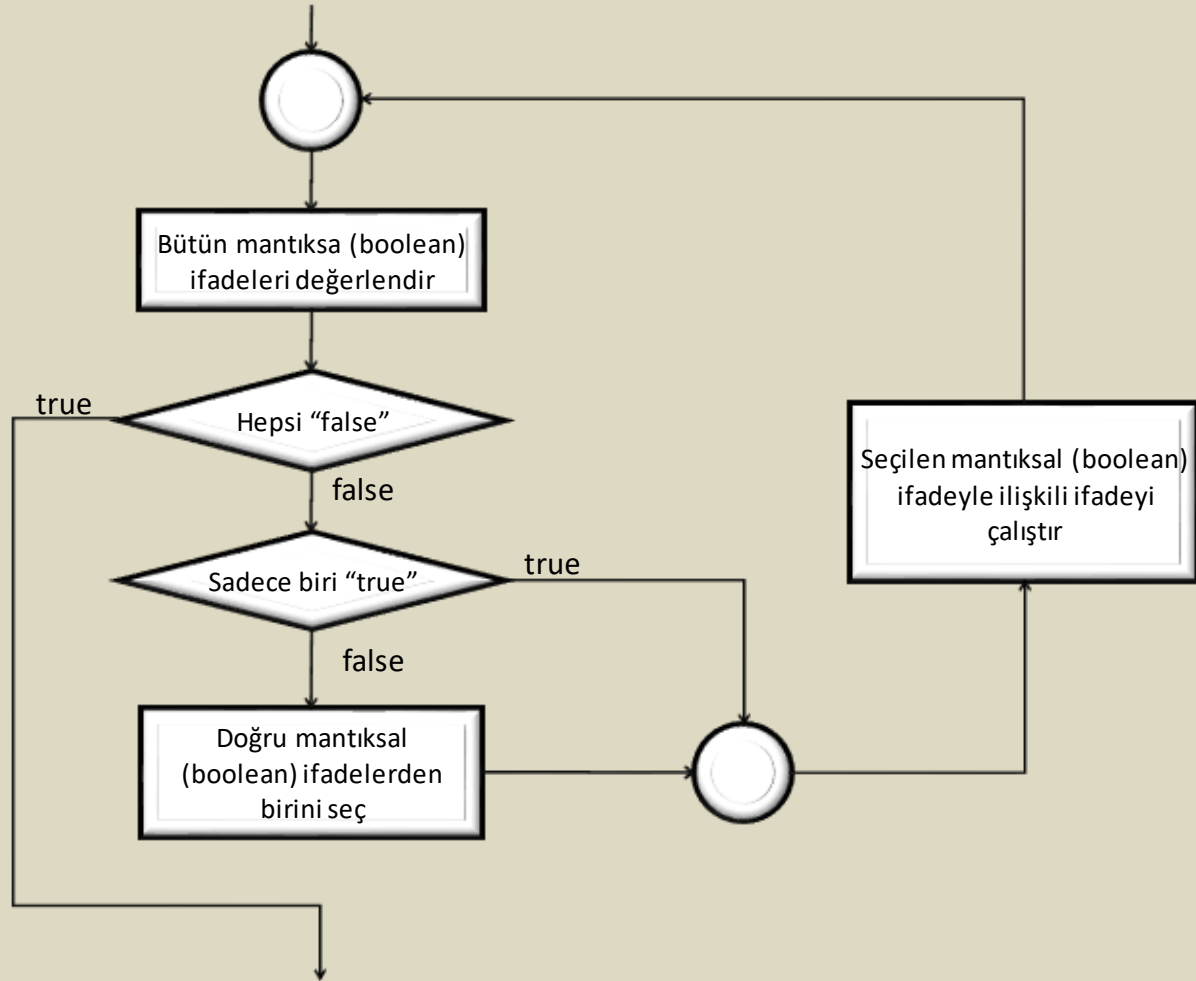 Bütün mantıksa (boolean)
ifadeleri değerlendir
true
Hepsi “false”
false
Sadece biri “true”
true
false
Doğru mantıksal
(boolean) ifadelerden
birini seç
Seçilen mantıksal (boolean)
ifadeyle ilişkili ifadeyi
çalıştır